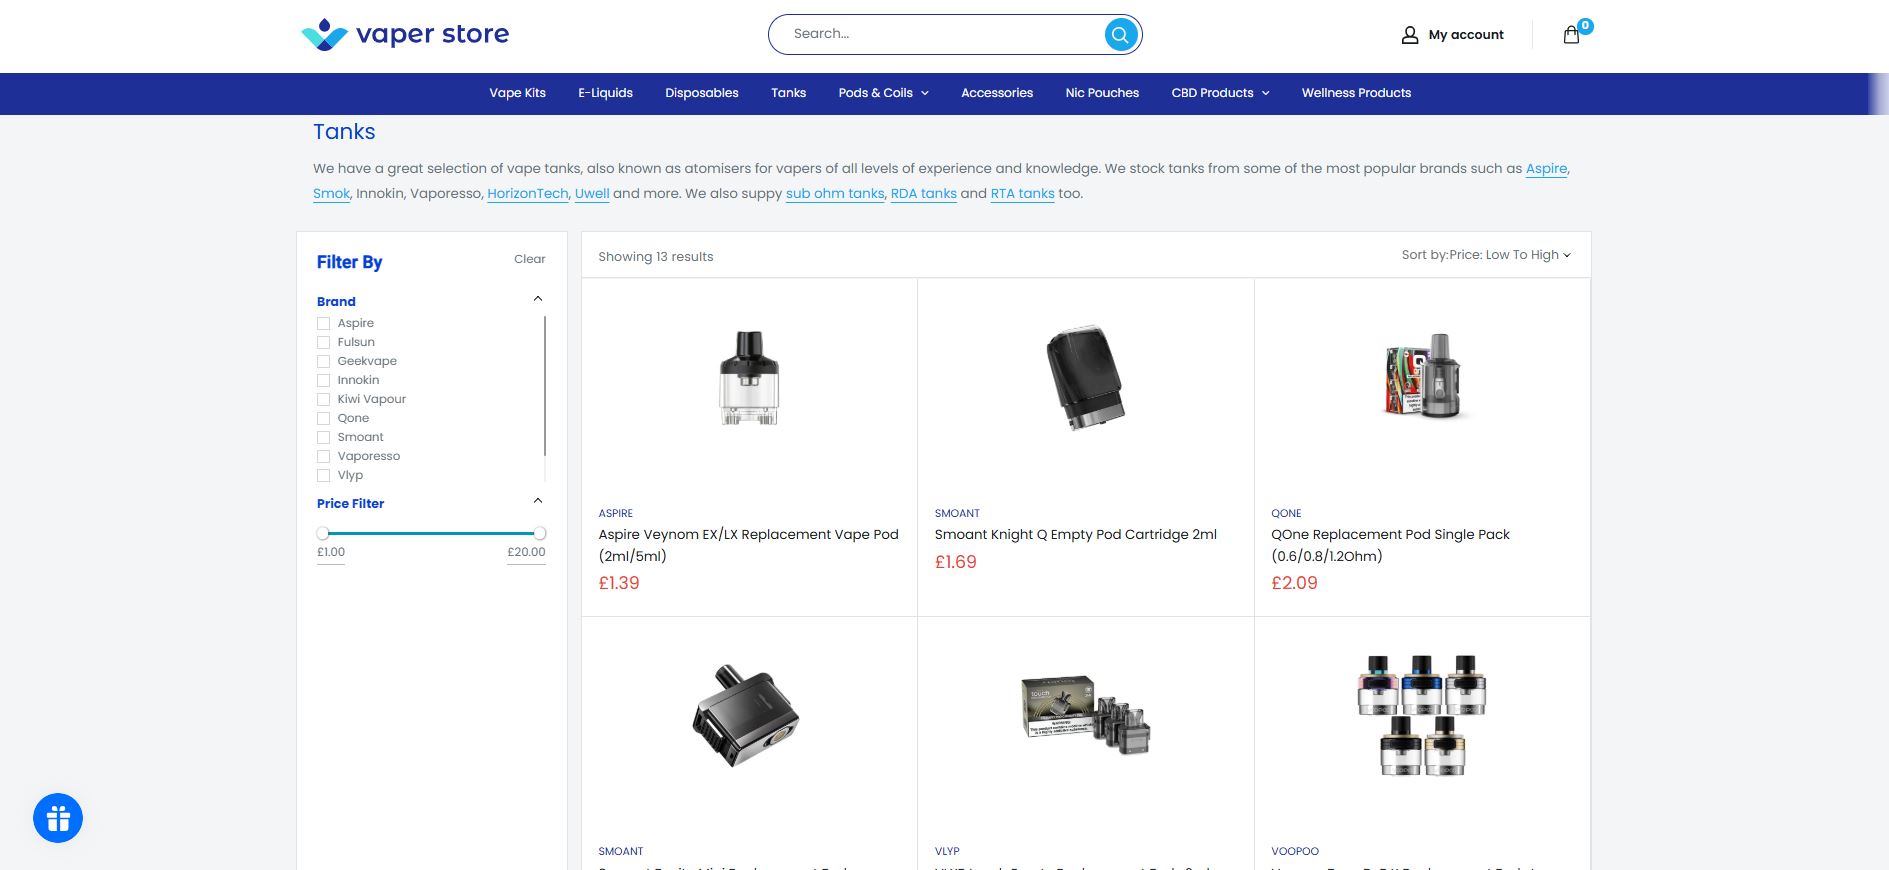 vaper store
Search...
My account
0
Vape Kits
E-Liquids
Disposables
Tanks
Pods & Coils
Accessories
Nic Pouches
CBD Products
Wellness Products
Tanks
We have a great selection of vape tanks, also known as atomisers for vapers of all levels of experience and knowledge. We stock tanks from some of the most popular brands such as Aspire,
Smok, Innokin, Vaporesso, HorizonTech, Uwell and more. We also suppy sub ohm tanks, RDA tanks and RTA tanks too.
Filter By
Clear
Brand
Aspire
Fulsun
Geekvape
Innokin
Kiwi Vapour
Qone
Smoant
Vaporesso
Vlyp
Price Filter
£1.00
£20.00
Showing 13 results
Sort by:Price: Low To High
ASPIRE
Aspire Veynom EX/LX Replacement Vape Pod
(2ml/5ml)
£1.39
SMOANT
Smoant Knight Q Empty Pod Cartridge 2ml
£1.69
QONE
QOne Replacement Pod Single Pack
(0.6/0.8/1.2Ohm)
£2.09
touch
WARNING:
SMOANT
VLYP
VOOPOO